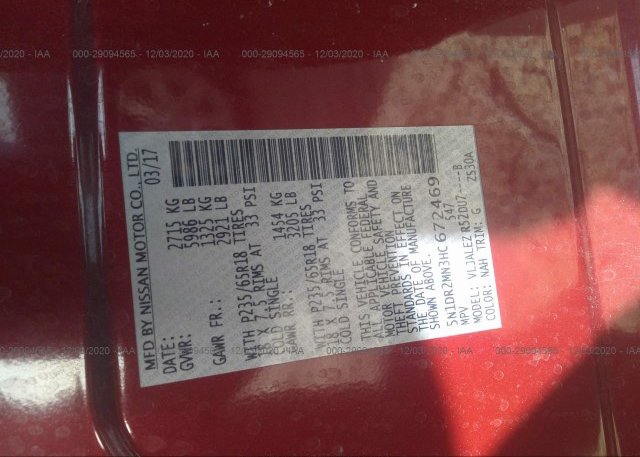 000-29094565 - 12/03/2020 - IAA
MFD BY NISSAN MOTOR CO., LTD.
DATE: 03/17
GVWR: 2715 KG
5986 LB
GAWR FR.: 1325 KG
2921 LB
WITH P235/65R18 TIRES
18 X 7.5 RIMS AT 33 PSI
COLD SINGLE
GAWR RR.: 1454 KG
3205 LB
WITH P235/65R18 TIRES
18 X 7.5 RIMS AT 33 PSI
COLD SINGLE
THIS VEHICLE CONFORMS TO
ALL APPLICABLE FEDERAL
MOTOR VEHICLE SAFETY AND
THEFT PREVENTION
STANDARDS IN EFFECT ON
THE DATE OF MANUFACTURE
SHOWN ABOVE.
5N1DR2MN3HC672469
MPV 547
MODEL: VLJALEZ R52DU7----B
COLOR: NAH TRIM: G Z530A